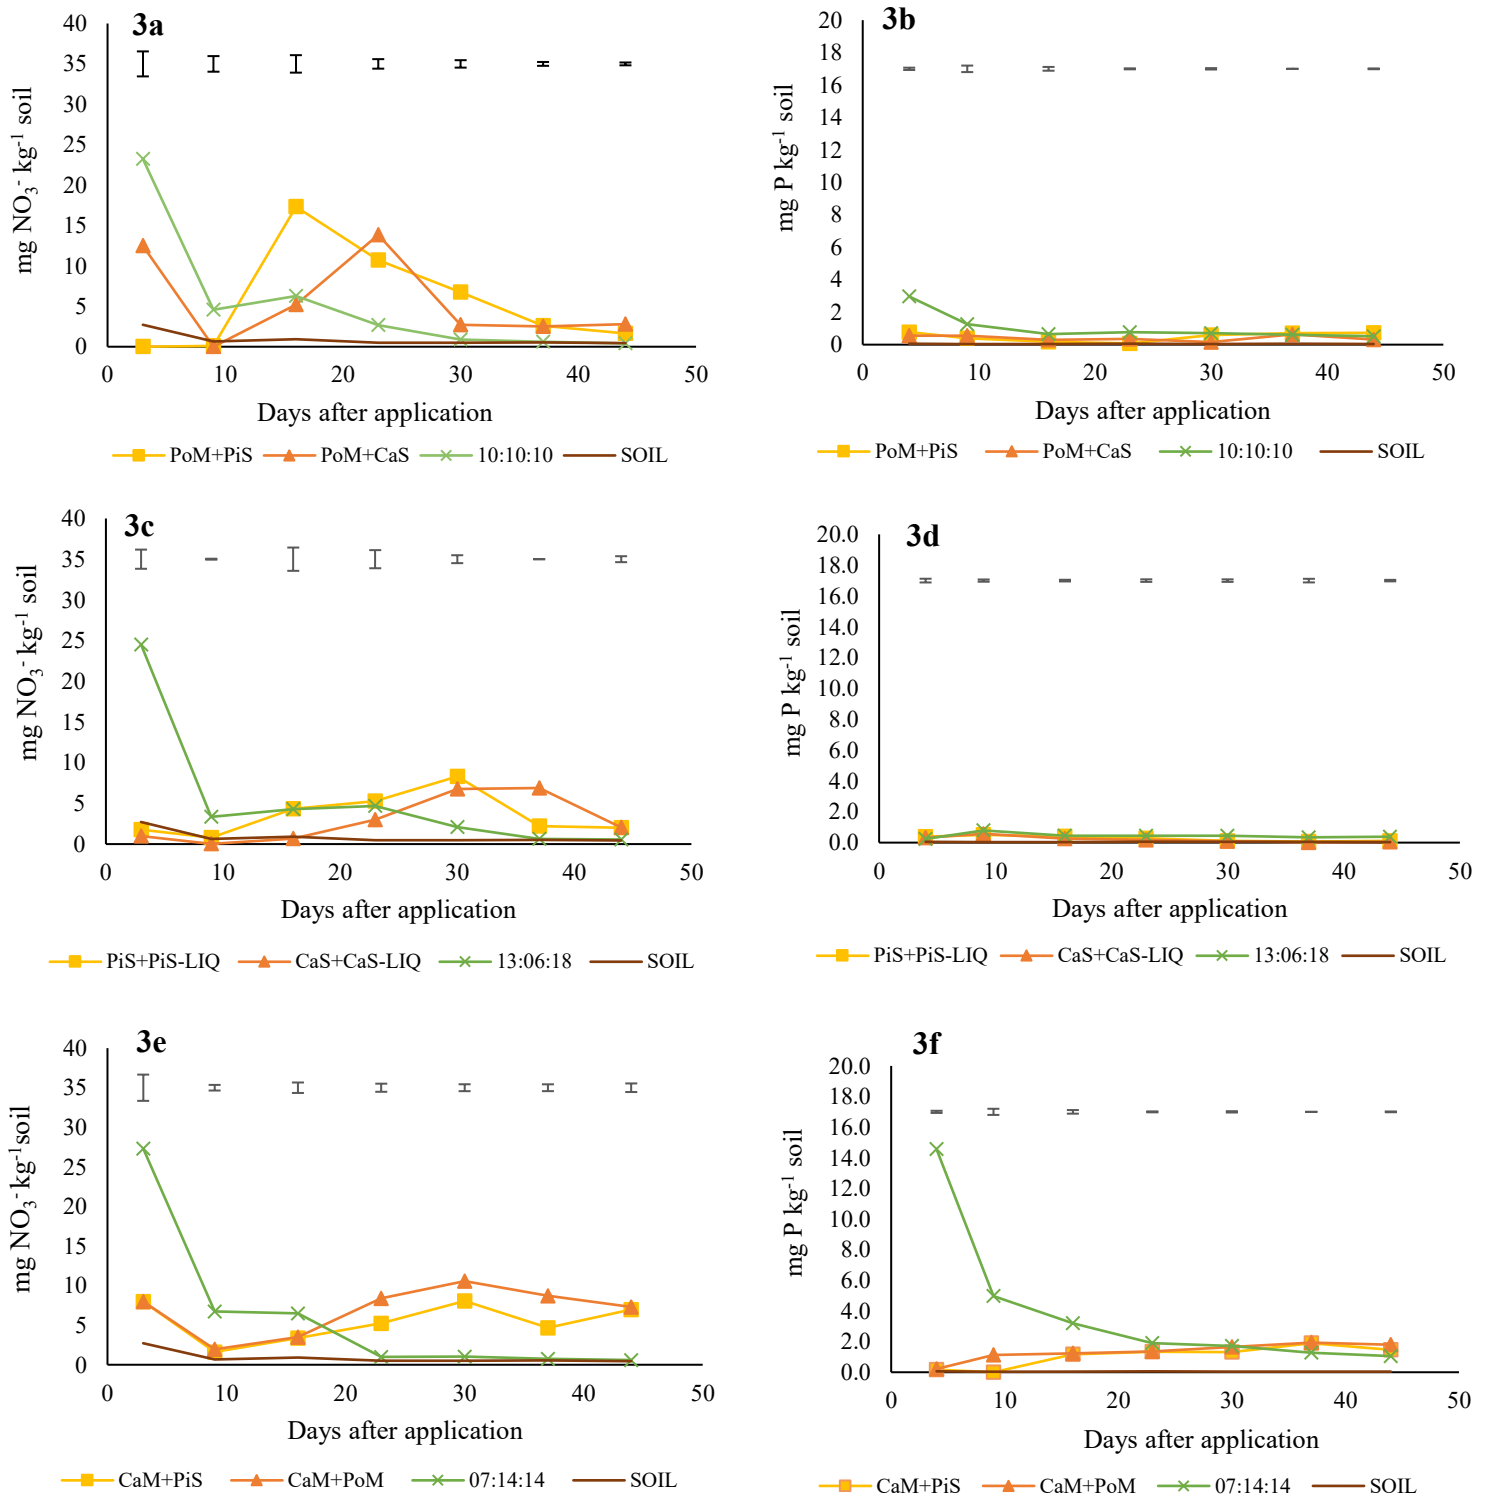 3a
40
35
30
25
20
15
10
5
0
mg NO3- kg-1 soil
0 10 20 30 40 50
Days after application
PoM+PiS PoM+CaS 10:10:10 SOIL
3b
20
18
16
14
12
10
8
6
4
2
0
mg P kg-1 soil
0 10 20 30 40 50
Days after application
PoM+PiS PoM+CaS 10:10:10 SOIL
3c
40
35
30
25
20
15
10
5
0
mg NO3- kg-1 soil
0 10 20 30 40 50
Days after application
PiS+PiS-LIQ CaS+CaS-LIQ 13:06:18 SOIL
3d
20.0
18.0
16.0
14.0
12.0
10.0
8.0
6.0
4.0
2.0
0.0
mg P kg-1 soil
0 10 20 30 40 50
Days after application
PiS+PiS-LIQ CaS+CaS-LIQ 13:06:18 SOIL
3e
40
35
30
25
20
15
10
5
0
mg NO3- kg-1soil
0 10 20 30 40 50
Days after application
CaM+PiS CaM+PoM 07:14:14 SOIL
3f
20.0
18.0
16.0
14.0
12.0
10.0
8.0
6.0
4.0
2.0
0.0
mg P kg-1 soil
0 10 20 30 40 50
Days after application
CaM+PiS CaM+PoM 07:14:14 SOIL